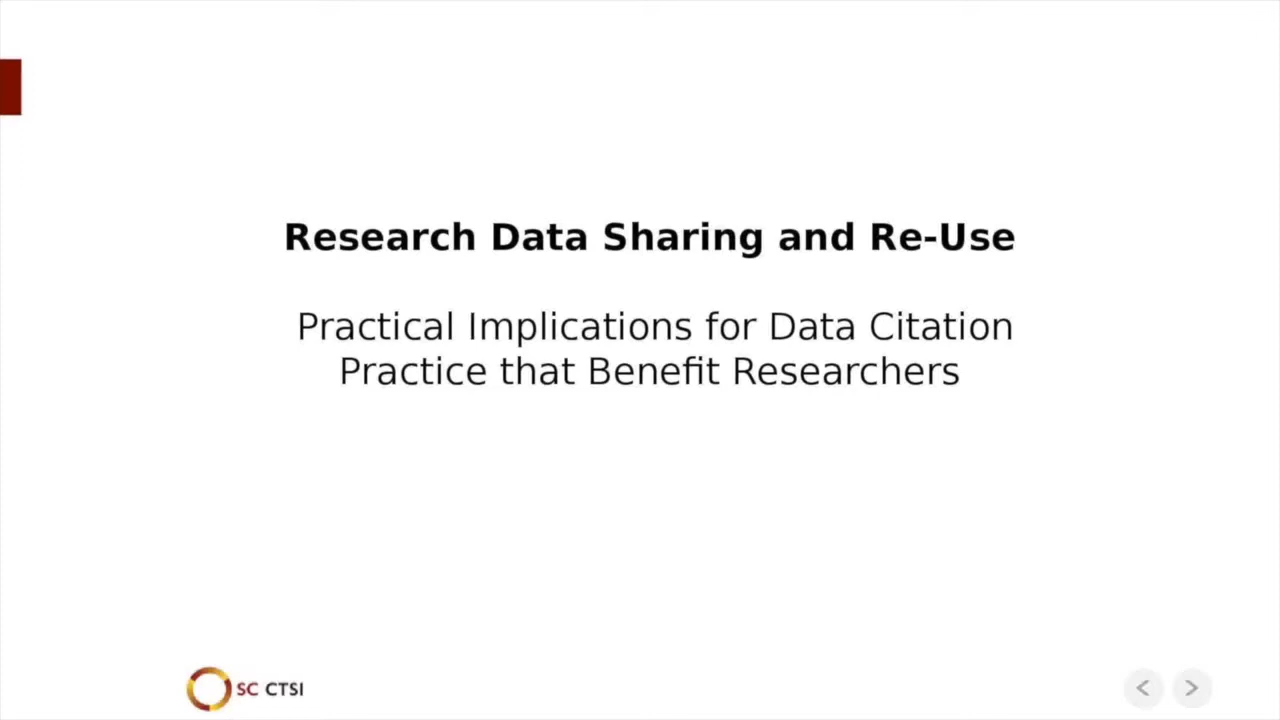 Research Data Sharing and Re-Use
Practical Implications for Data Citation
Practice that Benefit Researchers
SC CTSI